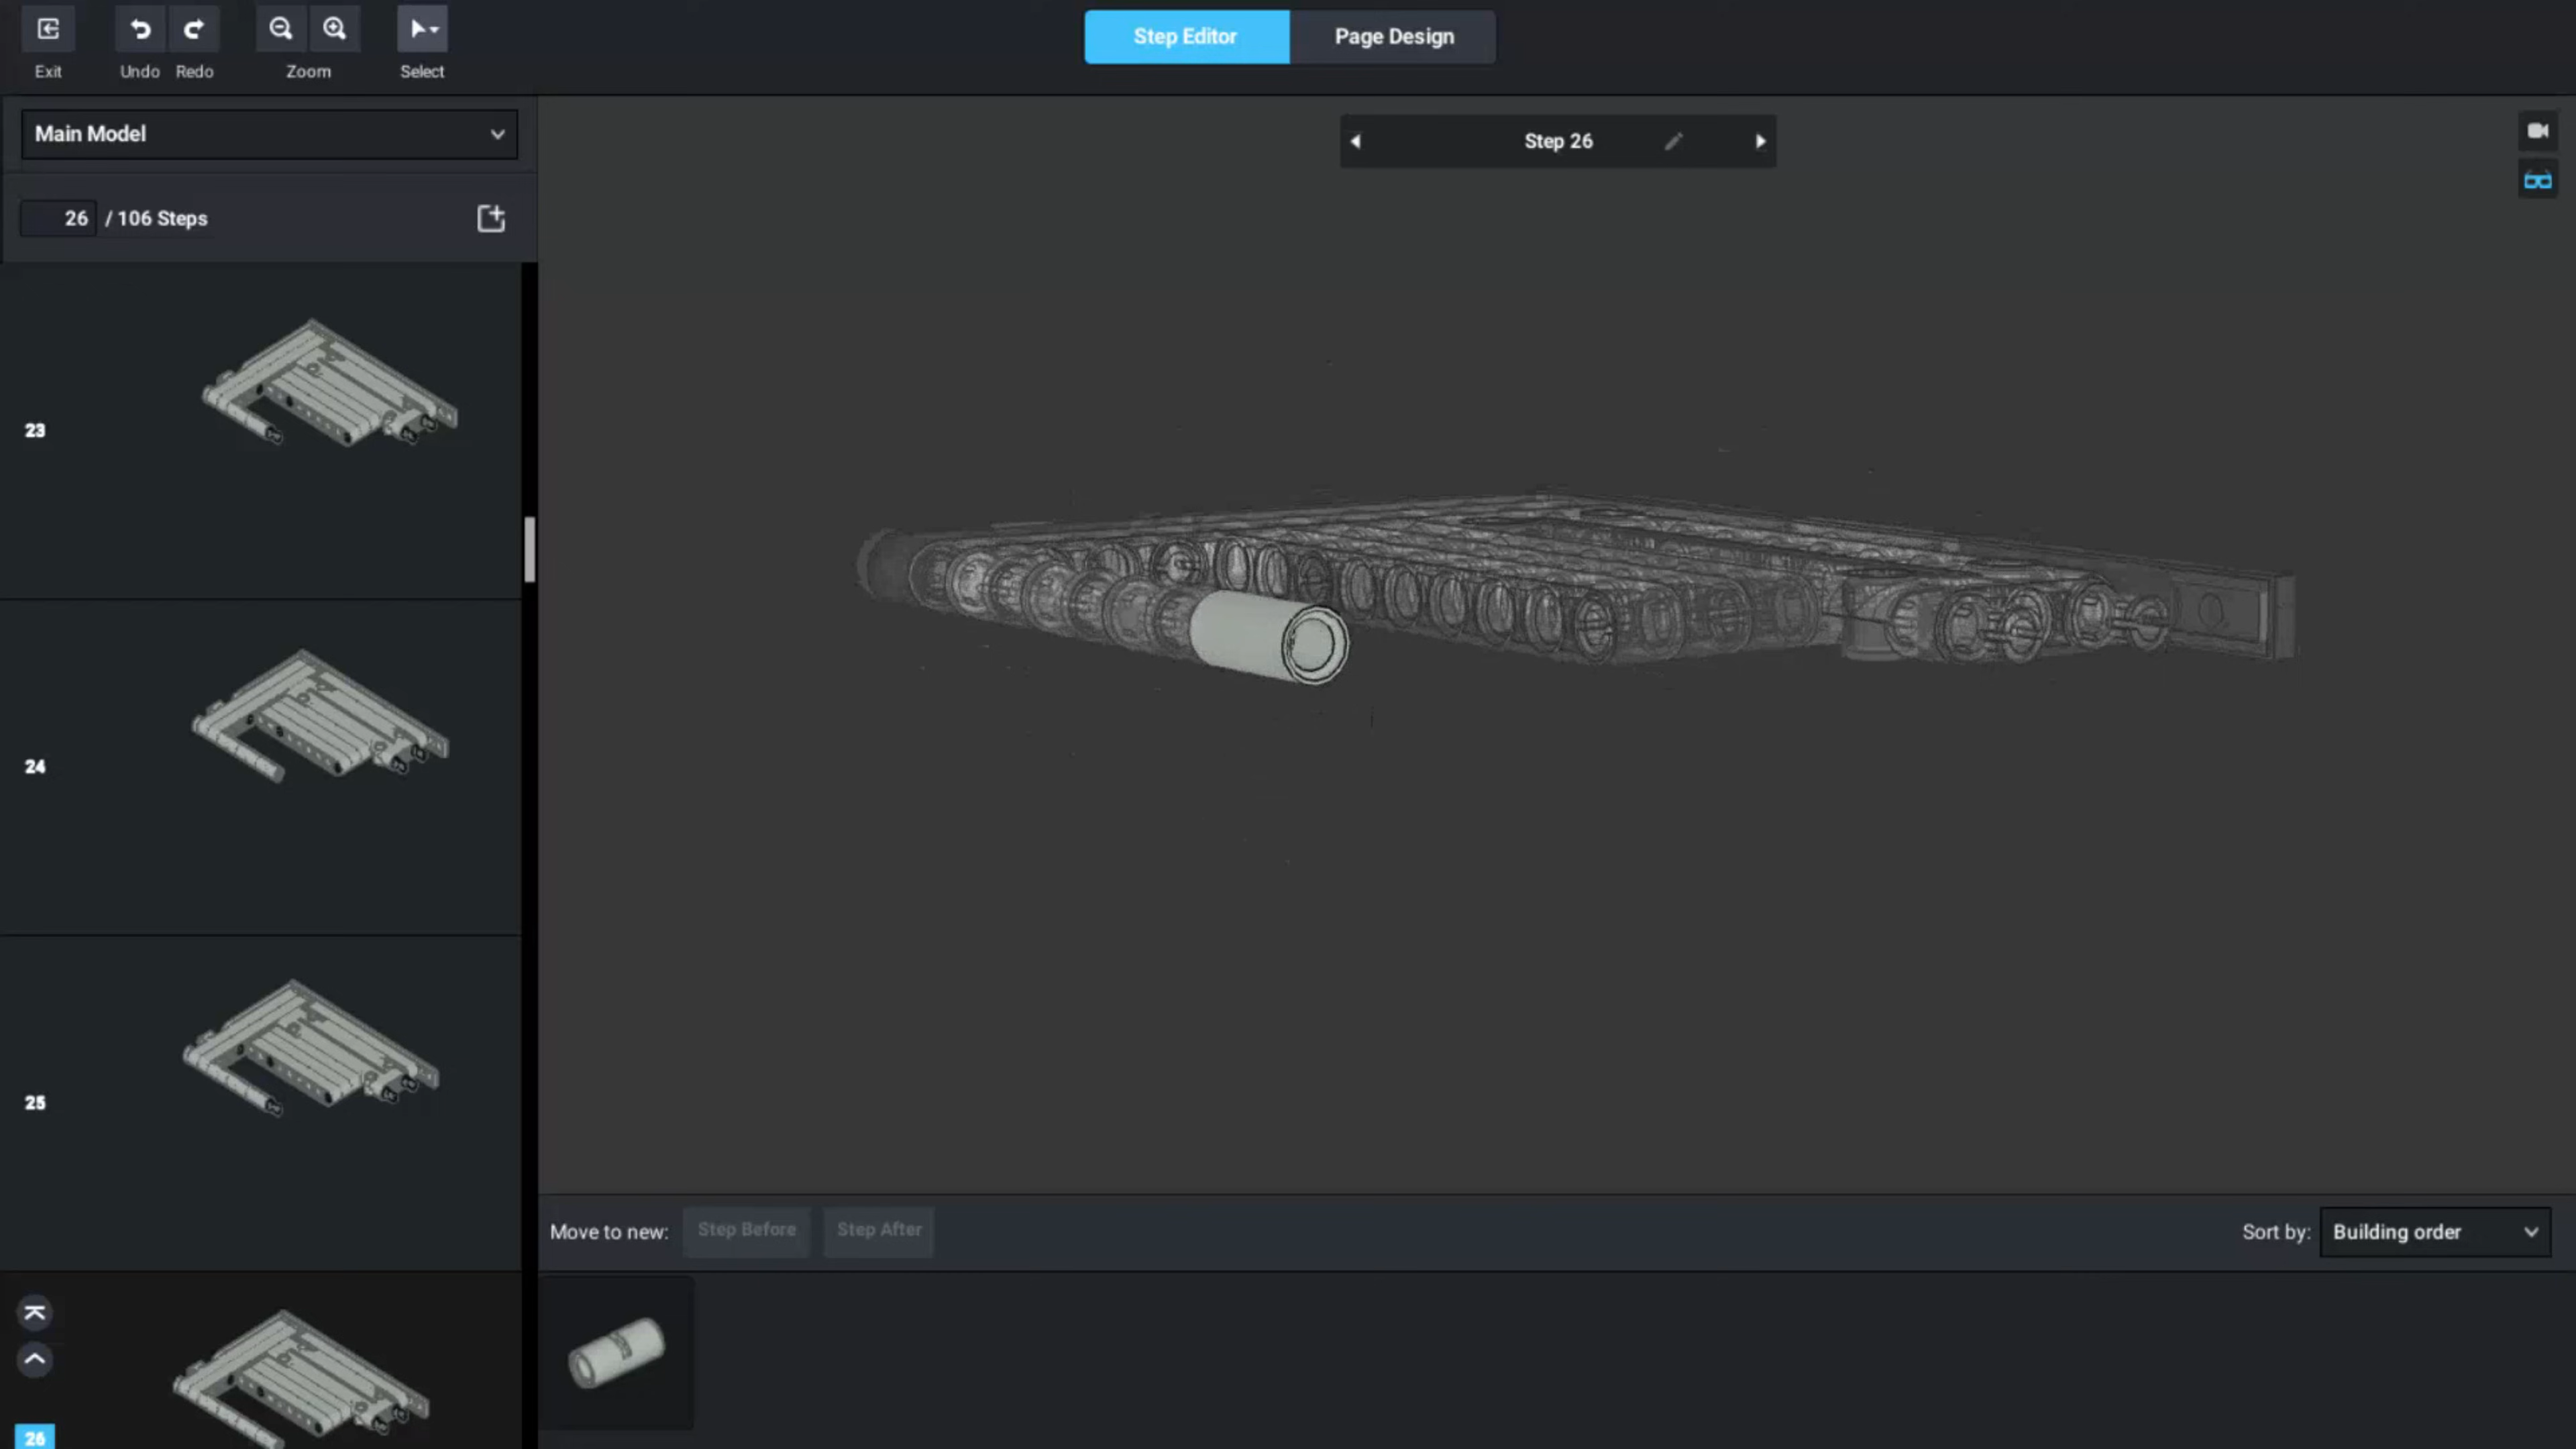 Exit
Undo
Redo
Zoom
Select
Step Editor
Page Design
Main Model
26 / 106 Steps
Step 26
23
24
25
26
Move to new:
Step Before
Step After
Sort by:
Building order